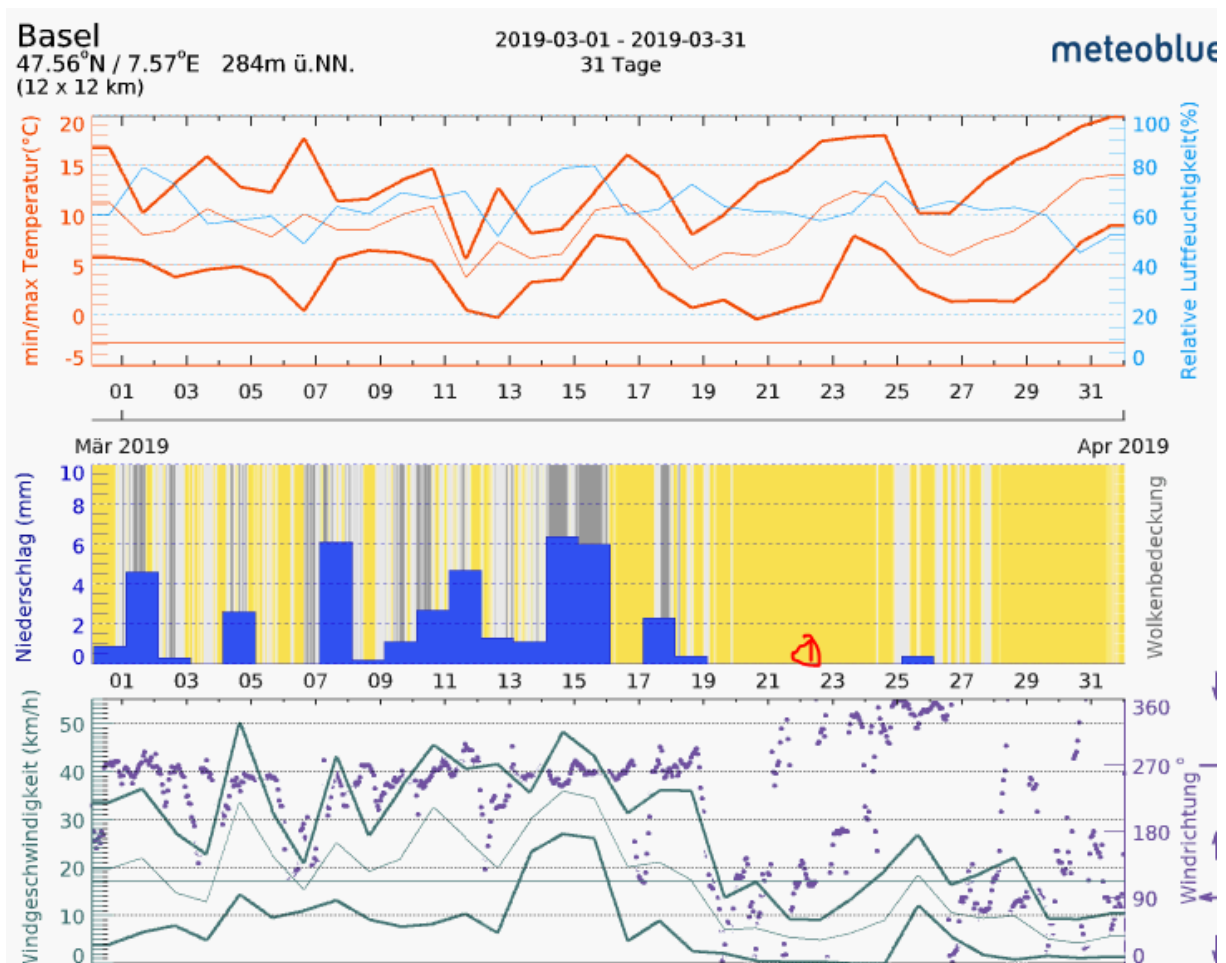 Basel
47.56°N / 7.57°E 284m ü.NN.
(12 x 12 km)
2019-03-01 - 2019-03-31
31 Tage
meteoblue
min/max Temperatur(°C)
20
15
10
5
0
-5
100
80
60
40
20
0
Relative Luftfeuchtigkeit(%)
01 03 05 07 09 11 13 15 17 19 21 23 25 27 29 31
Mär 2019
Apr 2019
Niederschlag (mm)
10
8
6
4
2
0
Wolkenbedeckung
01 03 05 07 09 11 13 15 17 19 21 23 25 27 29 31
Windgeschwindigkeit (km/h)
50
40
30
20
10
0
360
270
180
90
0
Windrichtung °